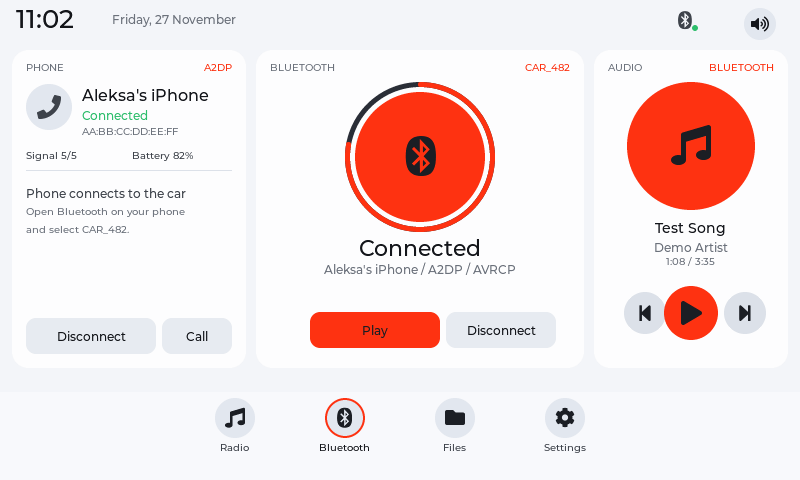 11:02
Friday, 27 November
PHONE
A2DP
Aleksa's iPhone
Connected
AA:BB:CC:DD:EE:FF
Signal 5/5
Battery 82%
Phone connects to the car
Open Bluetooth on your phone
and select CAR_482.
Disconnect
Call
BLUETOOTH
CAR_482
Connected
Aleksa's iPhone / A2DP / AVRCP
Play
Disconnect
AUDIO
BLUETOOTH
Test Song
Demo Artist
1:08 / 3:35
Radio
Bluetooth
Files
Settings